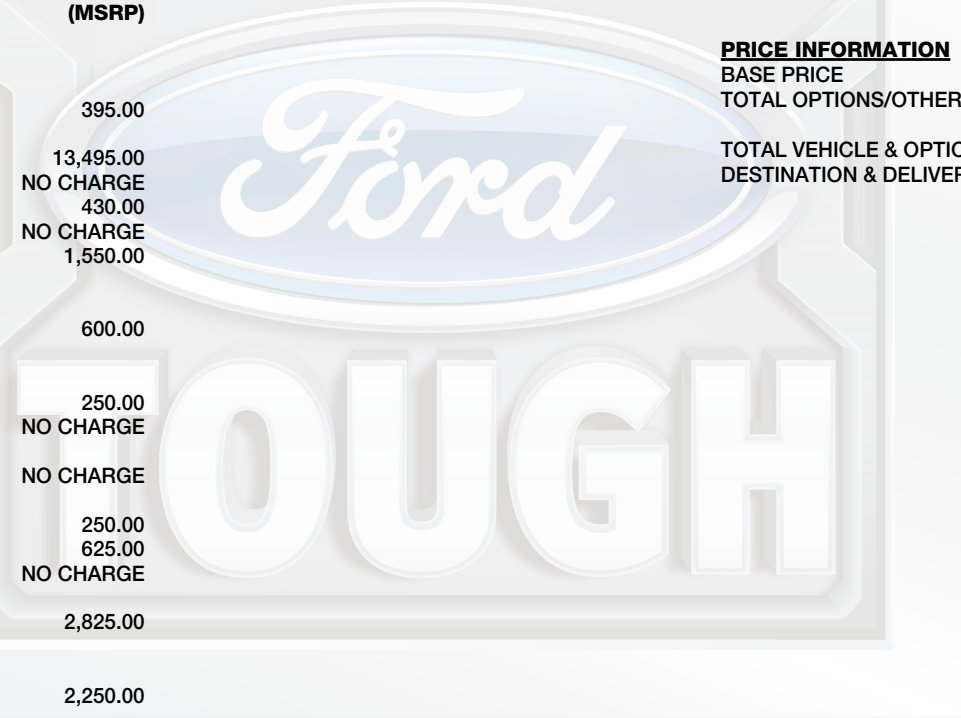 (MSRP)
395.00
13,495.00
NO CHARGE
430.00
NO CHARGE
1,550.00
600.00
250.00
NO CHARGE
NO CHARGE
250.00
625.00
NO CHARGE
2,825.00
2,250.00
PRICE INFORMATION
BASE PRICE
TOTAL OPTIONS/OTHER
TOTAL VEHICLE & OPTIO
DESTINATION & DELIVER
Ford
TOUGH